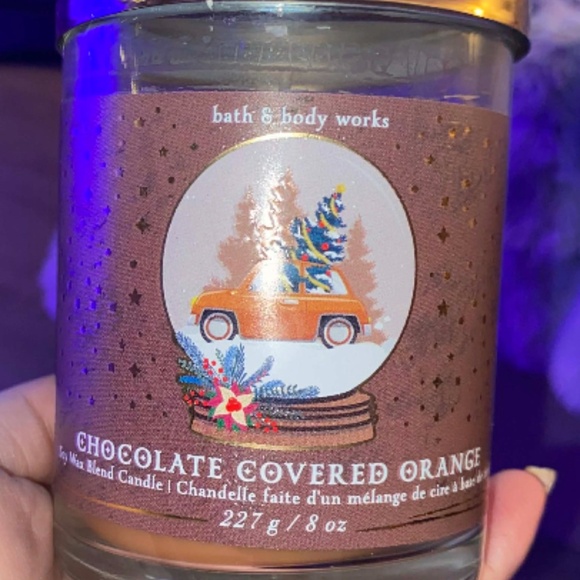 bath & body works
CHOCOLATE COVERED ORANGE
Soy Wax Blend Candle | Chandelle faite d'un mélange de cire à base de
227 g / 8 oz